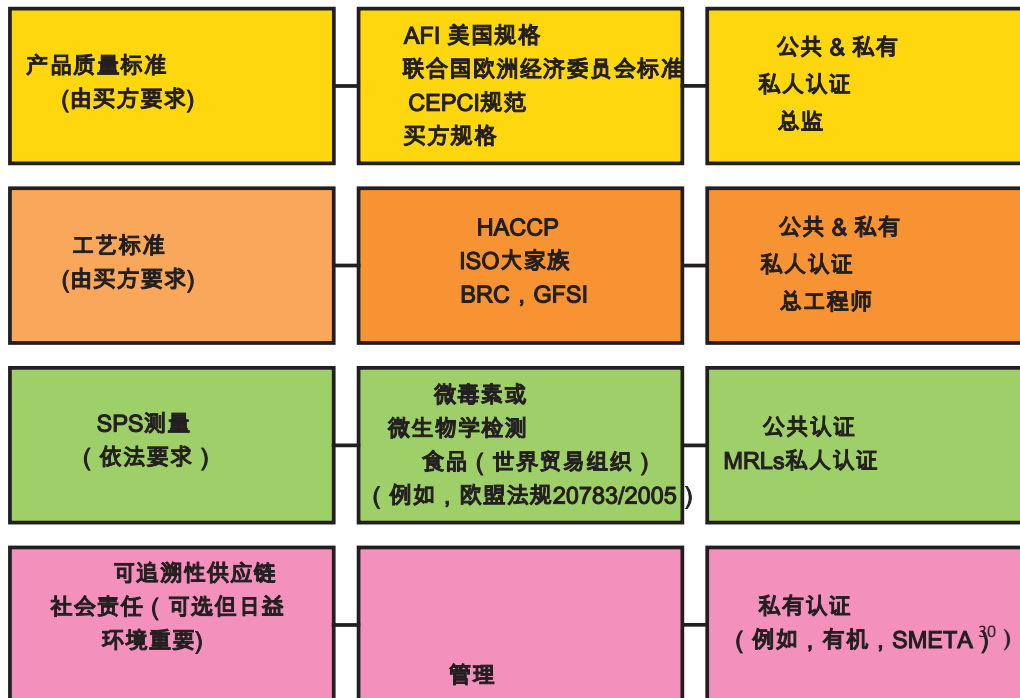 产品质量标准
(由买方要求)
AFI 美国规格
联合国欧洲经济委员会标准
CEPCI规范
买方规格
公共 & 私有
私人认证
总监
工艺标准
(由买方要求)
HACCP
ISO大家族
BRC，GFSI
公共 & 私有
私人认证
总工程师
SPS测量
（依法要求）
微毒素或
微生物学检测
食品（世界贸易组织）
（例如，欧盟法规20783/2005）
公共认证
MRLs私人认证
可追溯性供应链
社会责任（可选但日益
环境重要)
管理
私有认证
（例如，有机，SMETA）30）